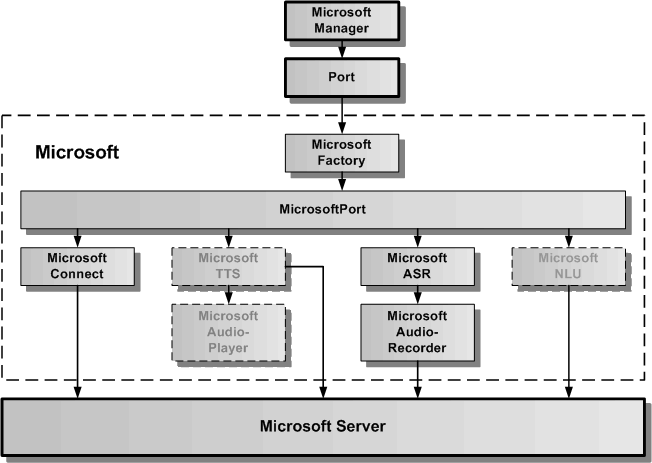 Microsoft
Manager
Port
Microsoft
Microsoft
Factory
MicrosoftPort
Microsoft
Connect
Microsoft
TTS
Microsoft
ASR
Microsoft
NLU
Microsoft
Audio-
Player
Microsoft
Audio-
Recorder
Microsoft Server